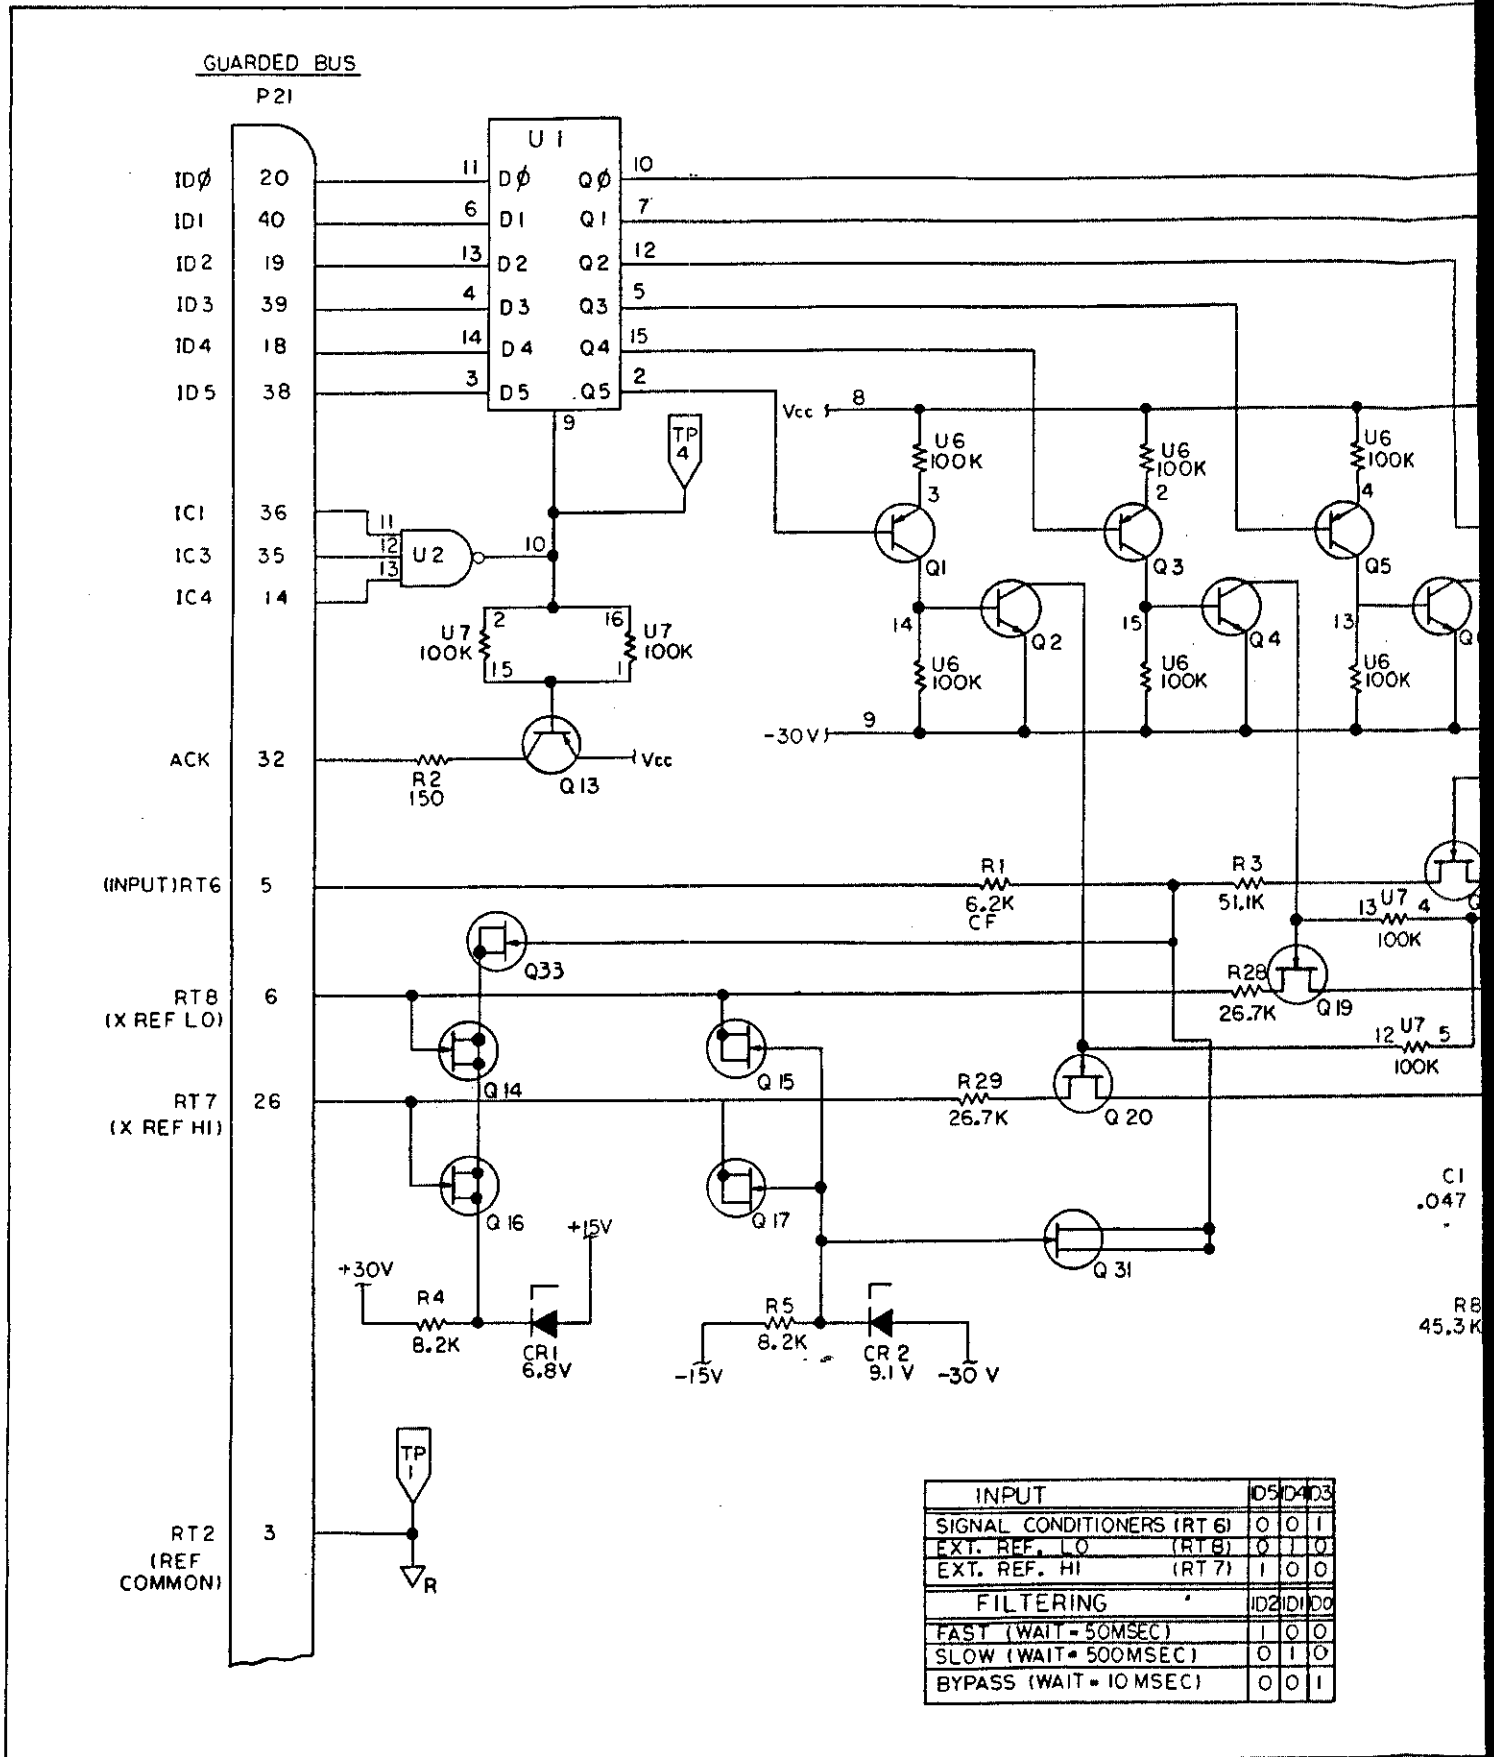 GUARDED BUS
P21
U1
IDØ 20 11 DØ QØ 10
ID1 40 6 D1 Q1 7
ID2 19 13 D2 Q2 12
ID3 39 4 D3 Q3 5
ID4 18 14 D4 Q4 15
ID5 38 3 D5 Q5 2
9
TP
4
Vcc 8
U6
100K
3
Q1
U6
100K
2
Q3
U6
100K
4
Q5
IC1 36 11
IC3 35 12 U2 10
IC4 14 13
2 16
U7
100K
15
U7
100K
1
14
Q2
15
Q4
13
U6
100K
U6
100K
U6
100K
-30V 9
ACK 32
R2
150
Q13
Vcc
(INPUT)RT6 5
R1
6.2K
CF
R3
51.1K
13 U7 4
100K
Q33
RT8 6
(X REF LO)
R28
26.7K
Q19
12 U7 5
100K
Q14
Q15
RT7 26
(X REF HI)
R29
26.7K
Q20
Q16
Q17
C1
.047
+15V
+30V
Q31
R4
8.2K
CR1
6.8V
R5
8.2K
-15V
CR2
9.1V
-30 V
R8
45.3K
TP
1
RT2 3
(REF
COMMON)
R
INPUT ID5 ID4 ID3
SIGNAL CONDITIONERS (RT6) 0 0 1
EXT. REF. LO (RT8) 0 1 0
EXT. REF. HI (RT7) 1 0 0
FILTERING ID2 ID1 ID0
FAST (WAIT=50MSEC) 1 0 0
SLOW (WAIT=500MSEC) 0 1 0
BYPASS (WAIT=10 MSEC) 0 0 1